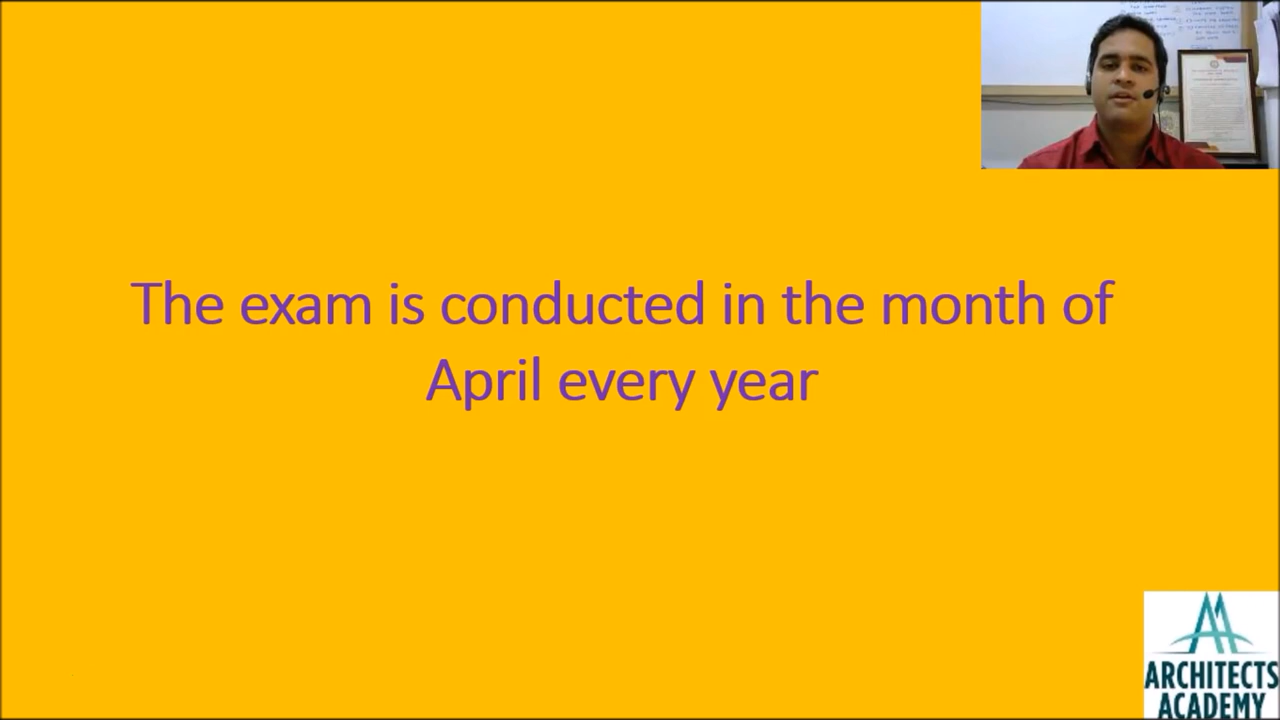 The exam is conducted in the month of
April every year
ARCHITECTS
ACADEMY